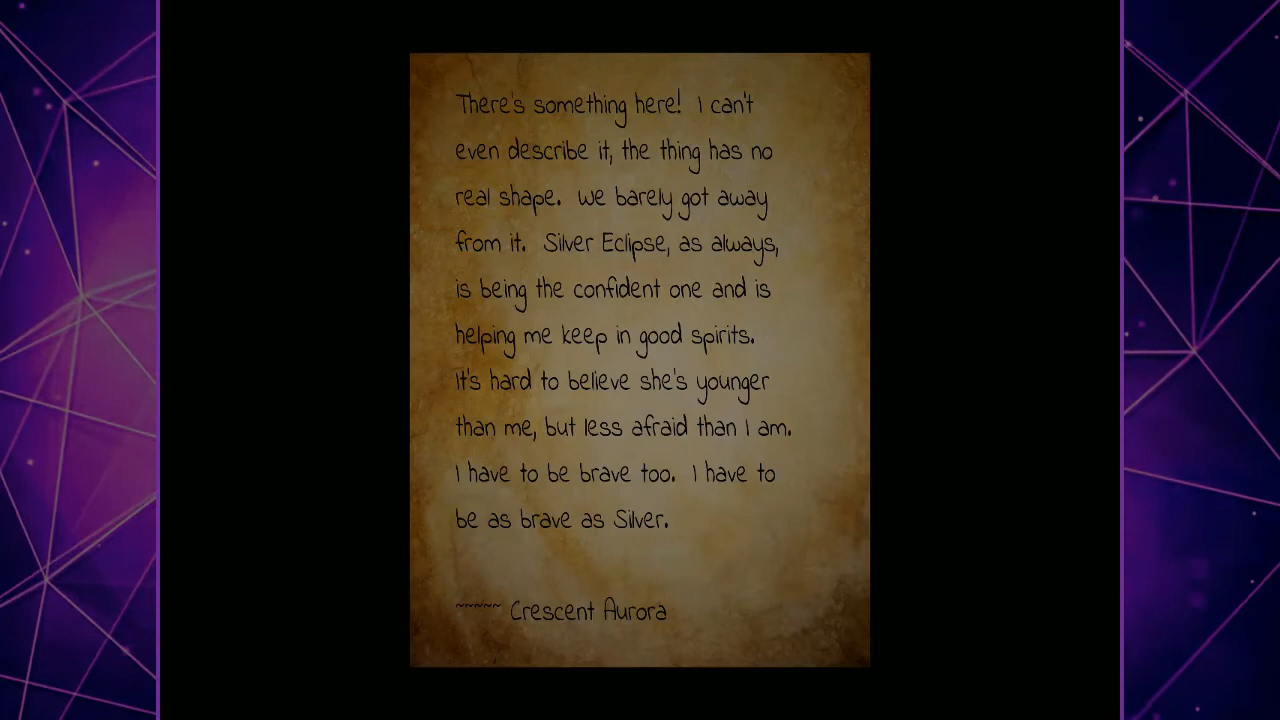 There's something here!  I can't
even describe it, the thing has no
real shape.  We barely got away
from it.  Silver Eclipse, as always,
is being the confident one and is
helping me keep in good spirits.
It's hard to believe she's younger
than me, but less afraid than I am.
I have to be brave too.  I have to
be as brave as Silver.
~~~~~ Crescent Aurora